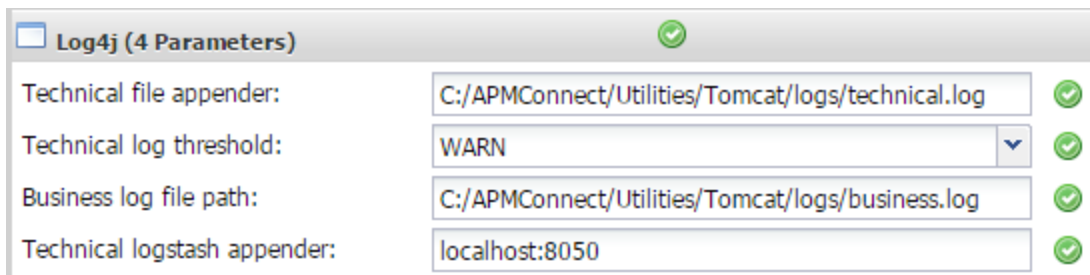 Log4j (4 Parameters)
Technical file appender: C:/APMConnect/Utilities/Tomcat/logs/technical.log
Technical log threshold: WARN
Business log file path: C:/APMConnect/Utilities/Tomcat/logs/business.log
Technical logstash appender: localhost:8050